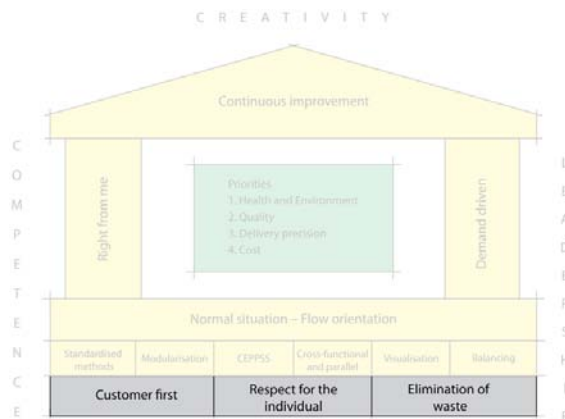 CREATIVITY
Continuous improvement
COMPETENCE
Right from me
Priorities
1. Health and Environment
2. Quality
3. Delivery precision
4. Cost
Demand driven
LEADERSHIP
Normal situation – Flow orientation
Standardised
methods
Modularisation
CEPPSS
Cross-functional
and parallel
Visualisation
Balancing
Customer first
Respect for the
individual
Elimination of
waste